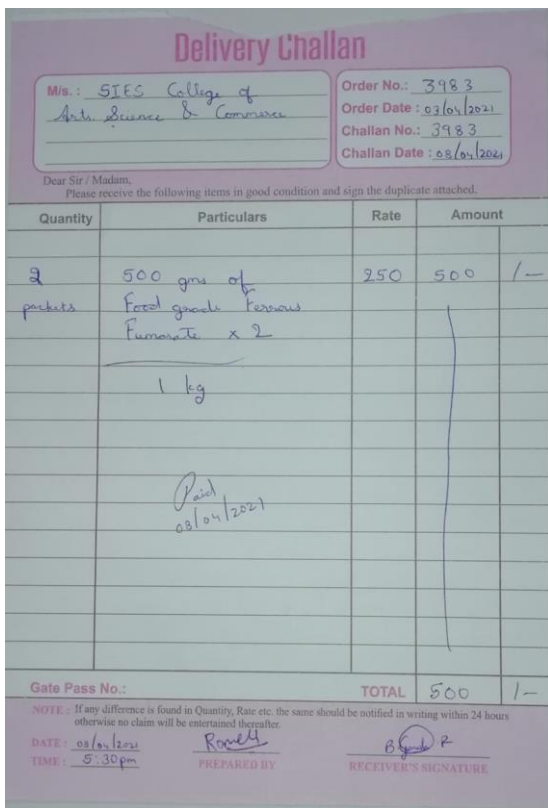 Delivery Challan
M/s. : SIES College of
Arts Science & Commerce
Order No.: 3983
Order Date : 03/04/2021
Challan No.: 3983
Challan Date : 08/04/2021
Dear Sir / Madam,
Please receive the following items in good condition and sign the duplicate attached.
Quantity Particulars Rate Amount
2 500 gms of 250 500 /-
packets Food grade Ferrous
Fumarate x 2
1 kg
Paid
08/04/2021
Gate Pass No.: TOTAL 500 /-
NOTE : If any difference is found in Quantity, Rate etc. the same should be notified in writing within 24 hours
otherwise no claim will be entertained thereafter.
DATE : 08/04/2021
TIME : 5:30pm PREPARED BY RECEIVER'S SIGNATURE